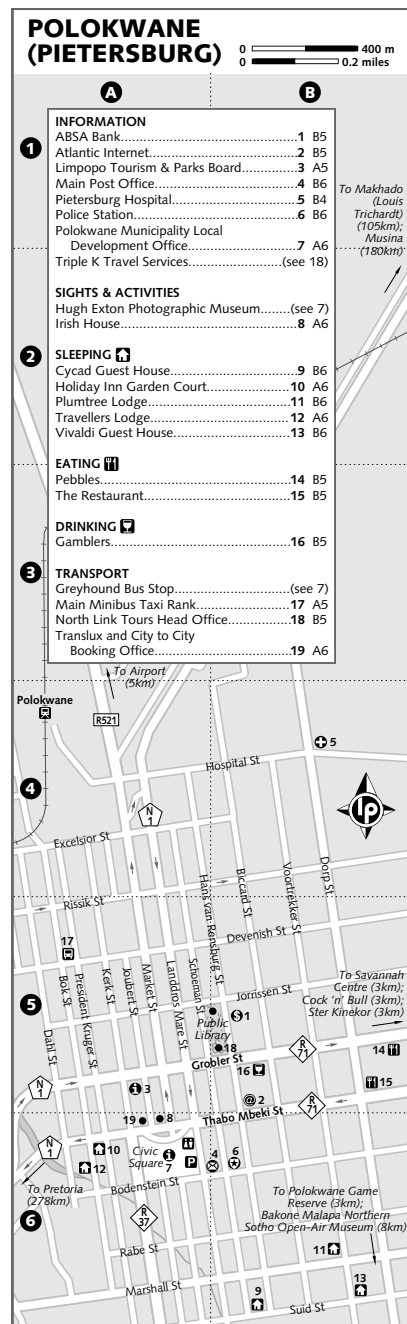 POLOKWANE
(PIETERSBURG)
0 400 m
0 0.2 miles
A B
1
INFORMATION
ABSA Bank....................................1 B5
Atlantic Internet............................2 B5
Limpopo Tourism & Parks Board............3 A5
Main Post Office.............................4 B6
Pietersburg Hospital.........................5 B4
Police Station...............................6 B6
Polokwane Municipality Local
Development Office.......................7 A6
Triple K Travel Services..................(see 18)
SIGHTS & ACTIVITIES
Hugh Exton Photographic Museum.......(see 7)
Irish House..................................8 A6
2
SLEEPING
Cycad Guest House............................9 B6
Holiday Inn Garden Court...................10 A6
Plumtree Lodge..............................11 B6
Travellers Lodge............................12 A6
Vivaldi Guest House.........................13 B6
EATING
Pebbles.....................................14 B5
The Restaurant..............................15 B5
DRINKING
Gamblers....................................16 B5
3
TRANSPORT
Greyhound Bus Stop........................(see 7)
Main Minibus Taxi Rank.....................17 A5
North Link Tours Head Office...............18 B5
Translux and City to City
Booking Office...........................19 A6
To Makhado
(Louis
Trichardt)
(105km);
Musina
(180km)
To Airport
(5km)
Polokwane
R521
5
Hospital St
4
N
1
lp
Excelsior St
Rissik St
Hans van Rensburg St
Biccard St
Voortrekker St
Dorp St
Devenish St
17
Bok St
President Kruger St
Kerk St
Joubert St
Market St
Landdros Mare St
Schoeman St
Jorrissen St
To Savannah
Centre (3km);
Cock 'n' Bull (3km);
Ster Kinekor (3km)
5
Dahl St
1
Public
Library
18
Grobler St
R
71
14
16
15
N
1
3
2
R
71
Thabo Mbeki St
19
8
N
1
10
Civic
Square
7
P
4
6
12
Bodenstein St
To Pretoria
(278km)
To Polokwane Game
Reserve (3km);
Bakone Malapa Northern
Sotho Open-Air Museum (8km)
6
R
37
Rabe St
11
Marshall St
9
13
Suid St